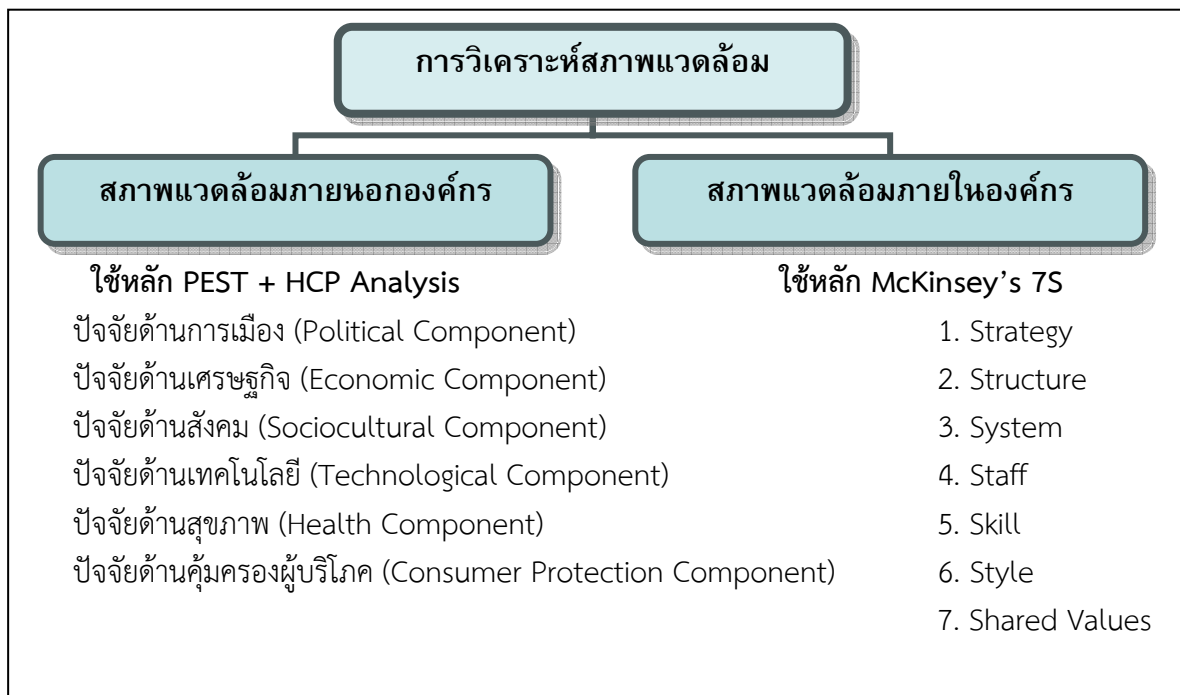 การวิเคราะห์สภาพแวดล้อม
สภาพแวดล้อมภายนอกองค์กร
ใช้หลัก PEST + HCP Analysis
ปัจจัยด้านการเมือง (Political Component)
ปัจจัยด้านเศรษฐกิจ (Economic Component)
ปัจจัยด้านสังคม (Sociocultural Component)
ปัจจัยด้านเทคโนโลยี (Technological Component)
ปัจจัยด้านสุขภาพ (Health Component)
ปัจจัยด้านคุ้มครองผู้บริโภค (Consumer Protection Component)
สภาพแวดล้อมภายในองค์กร
ใช้หลัก McKinsey’s 7S
1. Strategy
2. Structure
3. System
4. Staff
5. Skill
6. Style
7. Shared Values